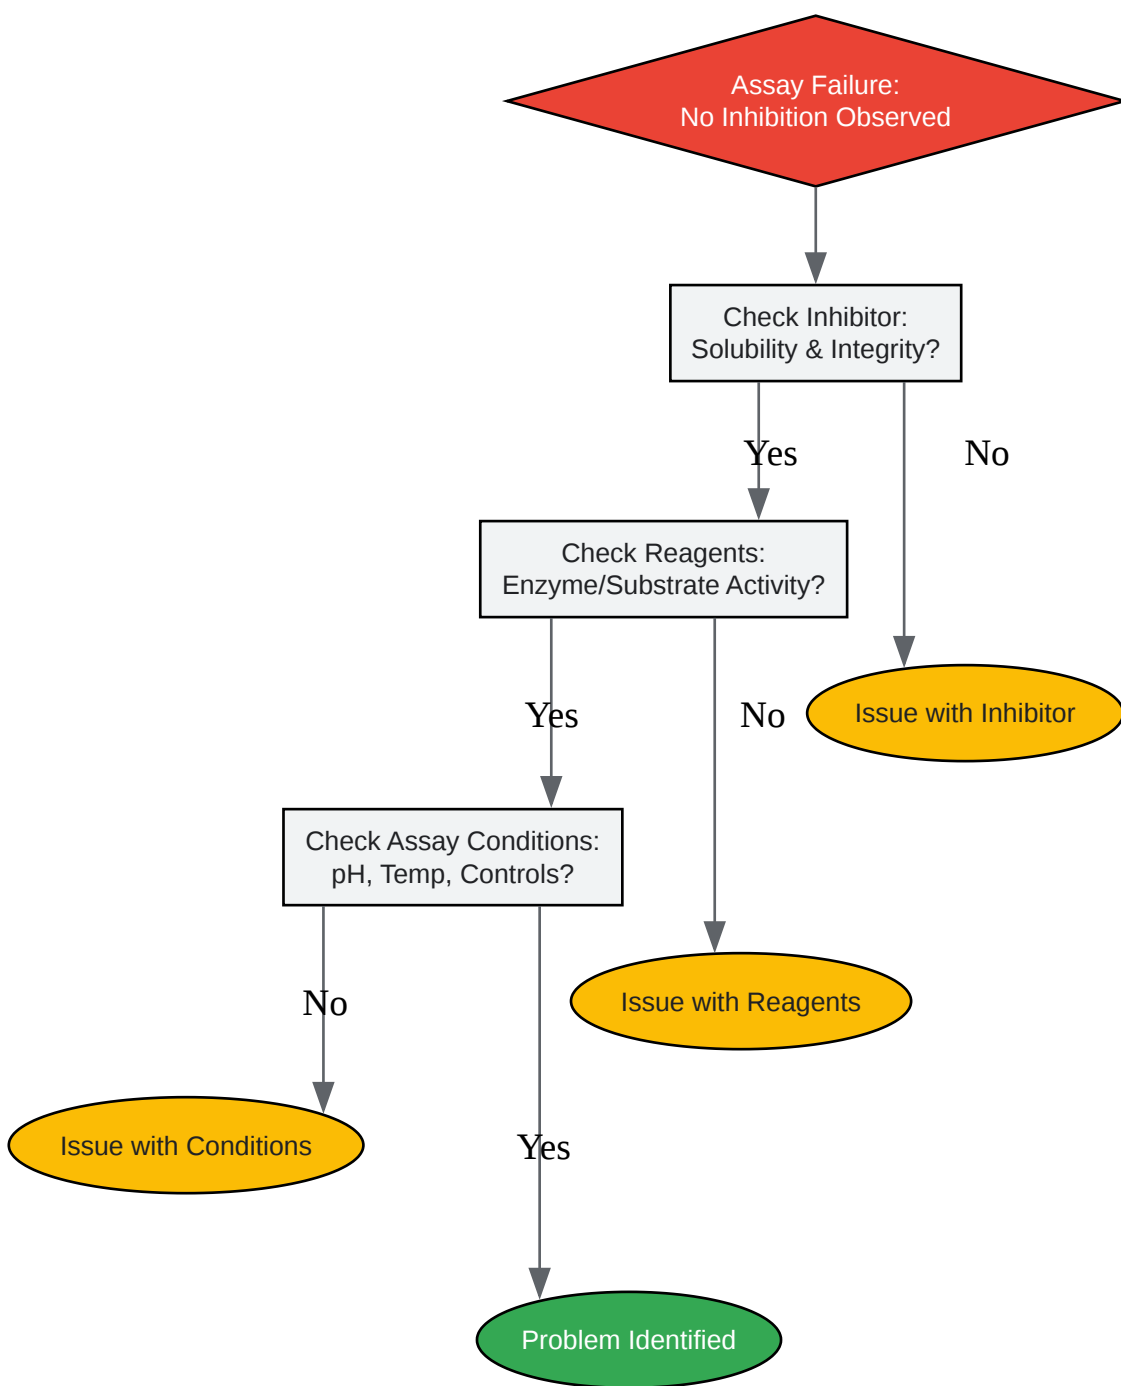 Assay Failure:
No Inhibition Observed
Check Inhibitor:
Solubility & Integrity?
Yes
No
Check Reagents:
Enzyme/Substrate Activity?
Yes
No
Issue with Inhibitor
Check Assay Conditions:
pH, Temp, Controls?
No
Issue with Reagents
Yes
Issue with Conditions
Problem Identified